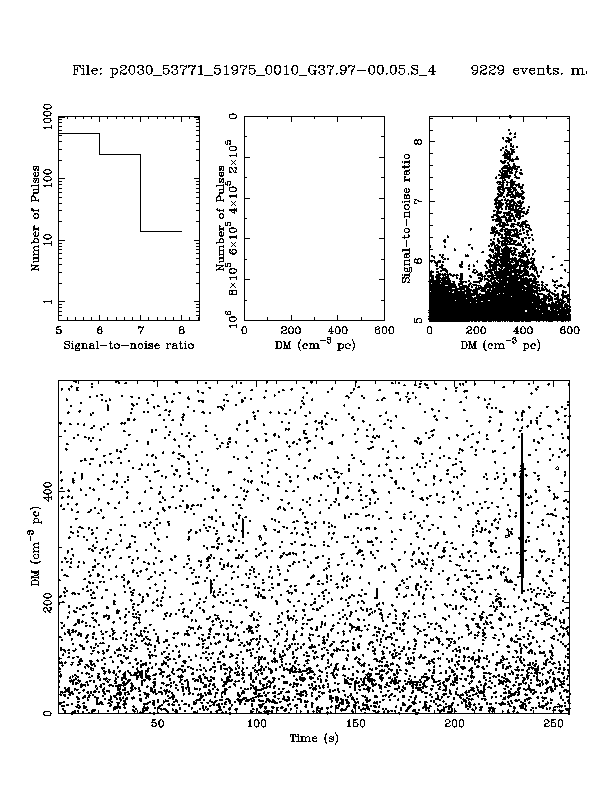 File: p2030_53771_51975_0010_G37.97-00.05.S_4 9229 events. m
Number of Pulses
1 10 100 1000
5 6 7 8
Signal-to-noise ratio
Number of Pulses
0 2×10⁵ 4×10⁵ 6×10⁵ 8×10⁵ 10⁶
0 200 400 600
DM (cm⁻³ pc)
Signal-to-noise ratio
5 6 7 8
0 200 400 600
DM (cm⁻³ pc)
DM (cm⁻³ pc)
0 200 400
50 100 150 200 250
Time (s)